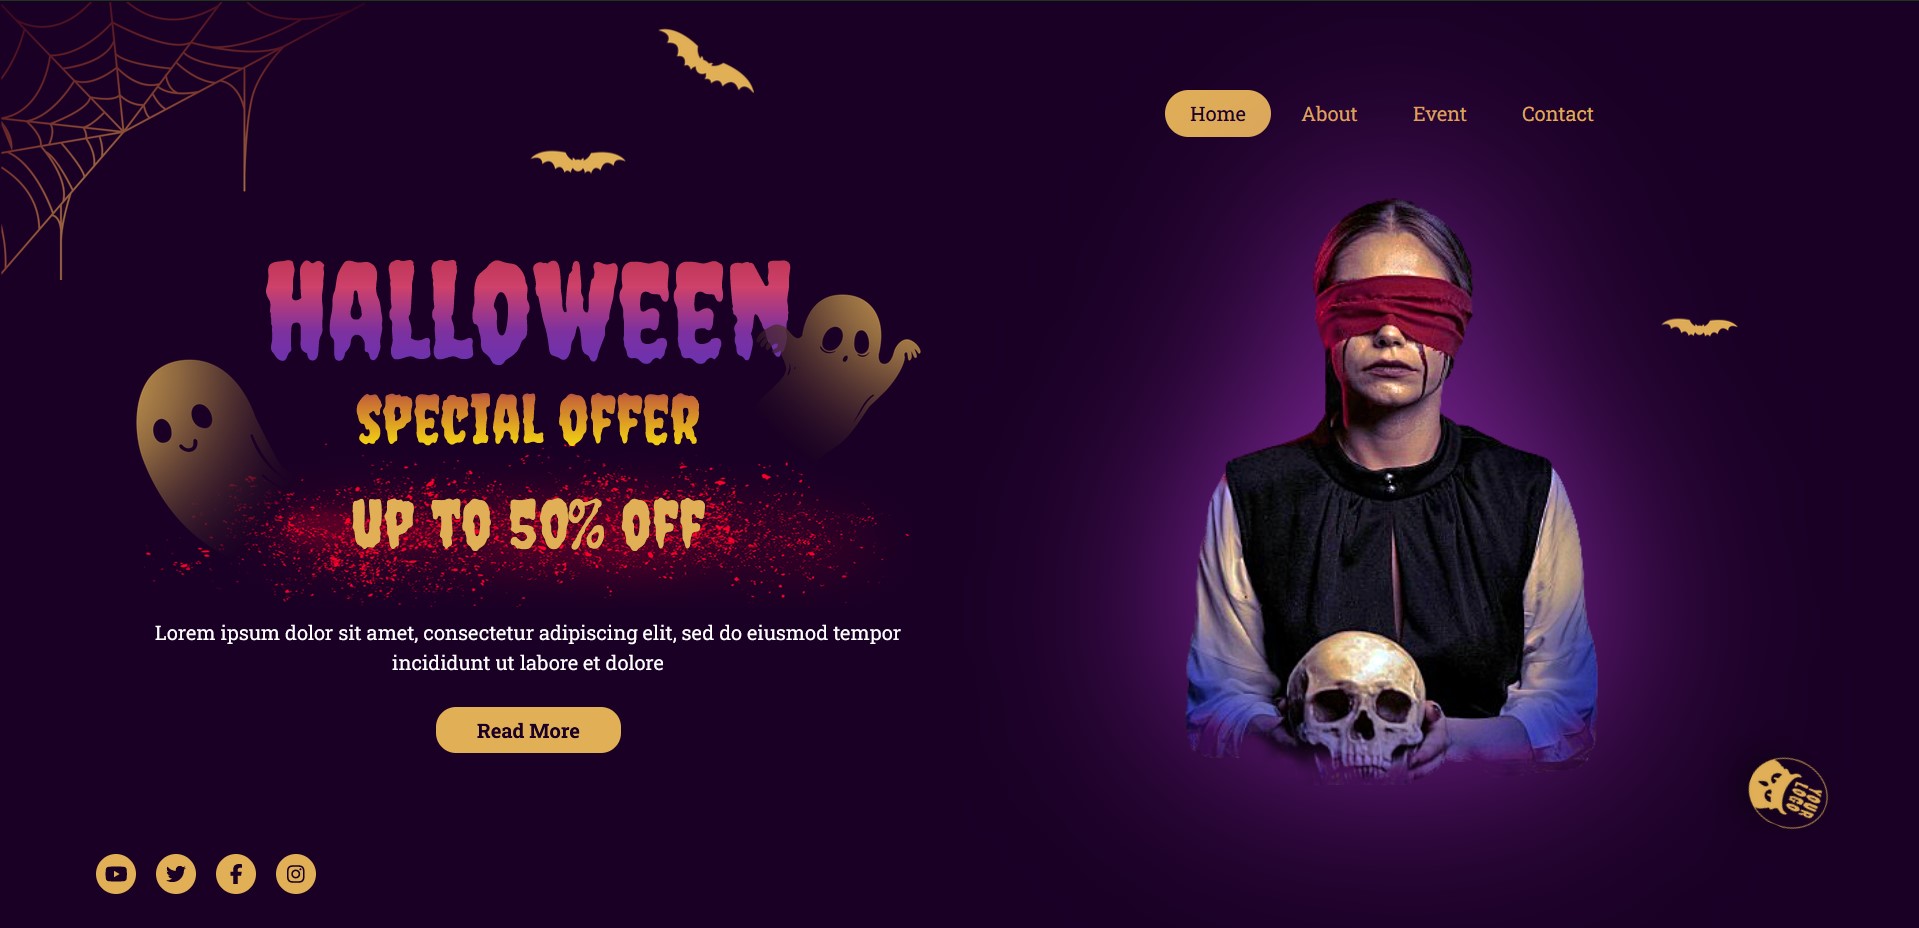 Home
About
Event
Contact
HALLOWEEN
SPECIAL OFFER
UP TO 50% OFF
Lorem ipsum dolor sit amet, consectetur adipiscing elit, sed do eiusmod tempor
incididunt ut labore et dolore
Read More
YOUR
LOGO